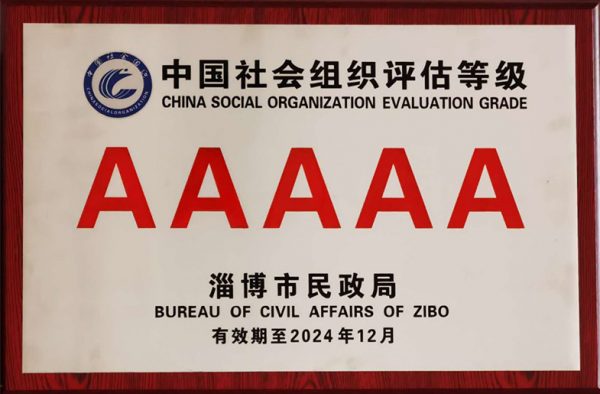 中国社会组织评估等级
CHINA SOCIAL ORGANIZATION EVALUATION GRADE
AAAAA
淄博市民政局
BUREAU OF CIVIL AFFAIRS OF ZIBO
有效期至2024年12月